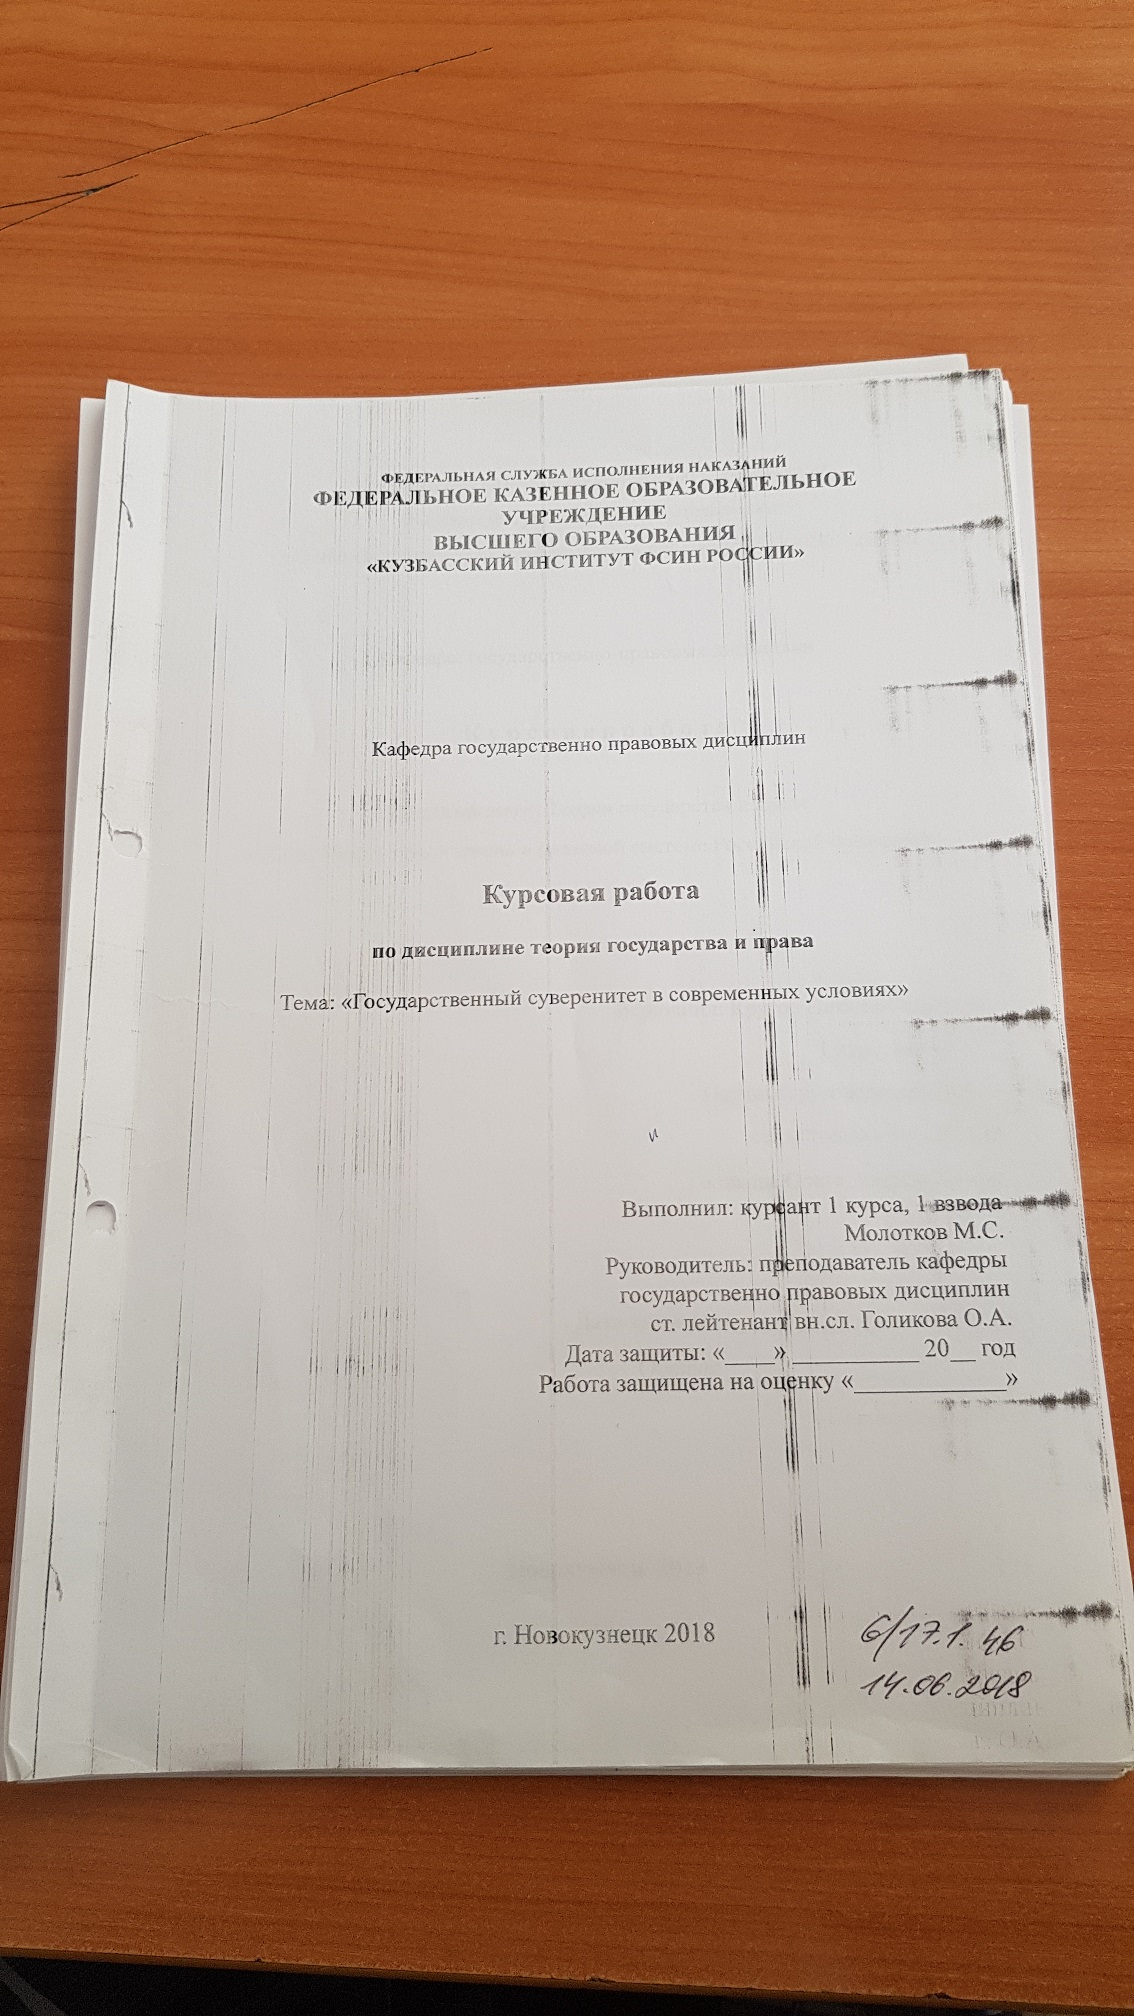 ФЕДЕРАЛЬНАЯ СЛУЖБА ИСПОЛНЕНИЯ НАКАЗАНИЙ
ФЕДЕРАЛЬНОЕ КАЗЕННОЕ ОБРАЗОВАТЕЛЬНОЕ
УЧРЕЖДЕНИЕ
ВЫСШЕГО ОБРАЗОВАНИЯ
«КУЗБАССКИЙ ИНСТИТУТ ФСИН РОССИИ»
Кафедра государственно правовых дисциплин
Курсовая работа
по дисциплине теория государства и права
Тема: «Государственный суверенитет в современных условиях»
Выполнил: курсант 1 курса, 1 взвода
Молотков М.С.
Руководитель: преподаватель кафедры
государственно правовых дисциплин
ст. лейтенант вн.сл. Голикова О.А.
Дата защиты: «____» __________ 20__ год
Работа защищена на оценку «____________»
г. Новокузнецк 2018
6/17.1. 46
14.06.2018